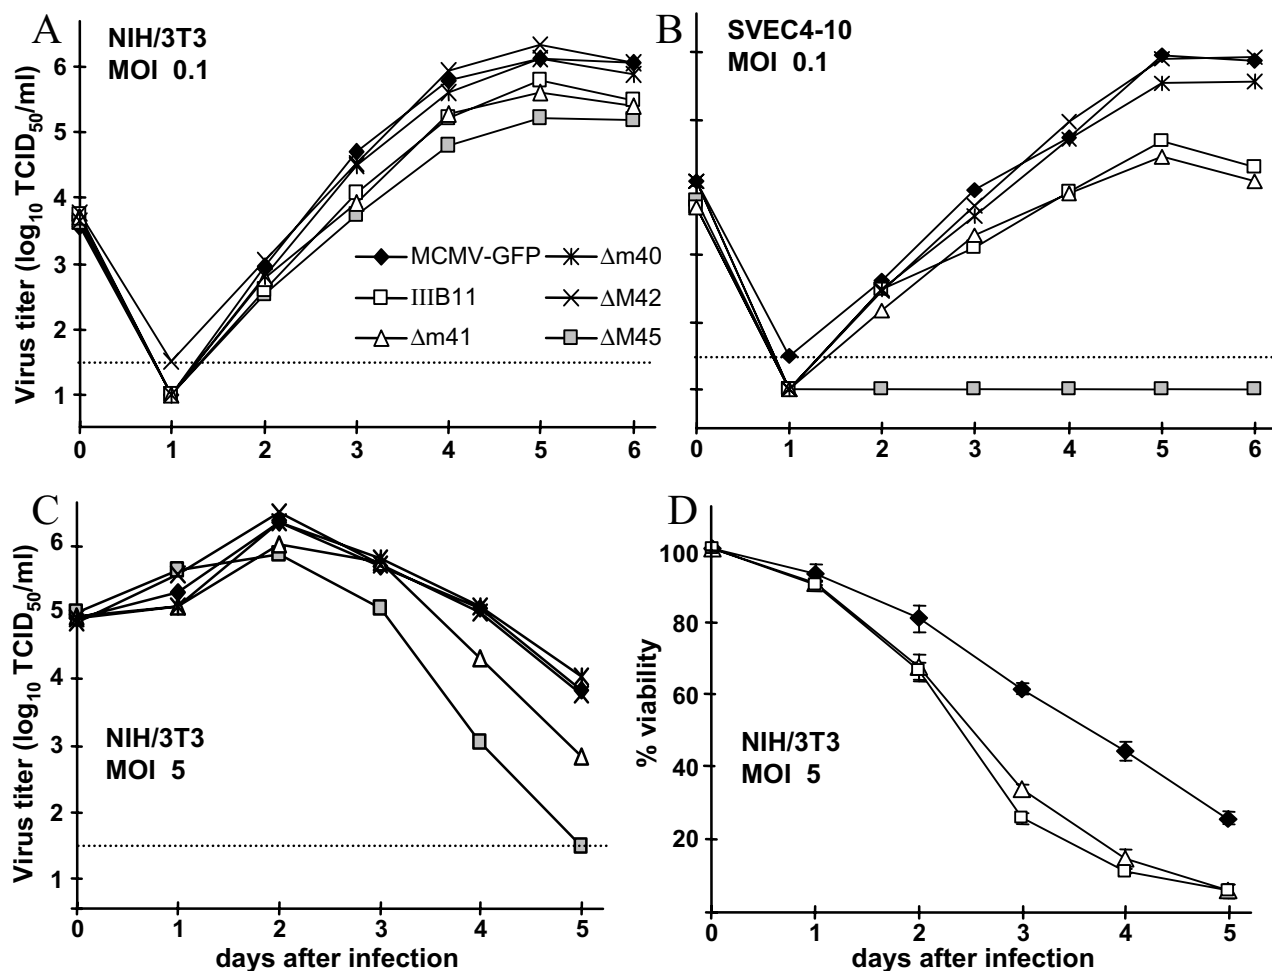 A
NIH/3T3
MOI 0.1
Virus titer (log10 TCID50/ml)
6
5
4
3
2
1
0 1 2 3 4 5 6
MCMV-GFP
IIIB11
Δm41
Δm40
ΔM42
ΔM45
B
SVEC4-10
MOI 0.1
0 1 2 3 4 5 6
C
NIH/3T3
MOI 5
Virus titer (log10 TCID50/ml)
6
5
4
3
2
1
0 1 2 3 4 5
days after infection
D
NIH/3T3
MOI 5
% viability
100
80
60
40
20
0 1 2 3 4 5
days after infection